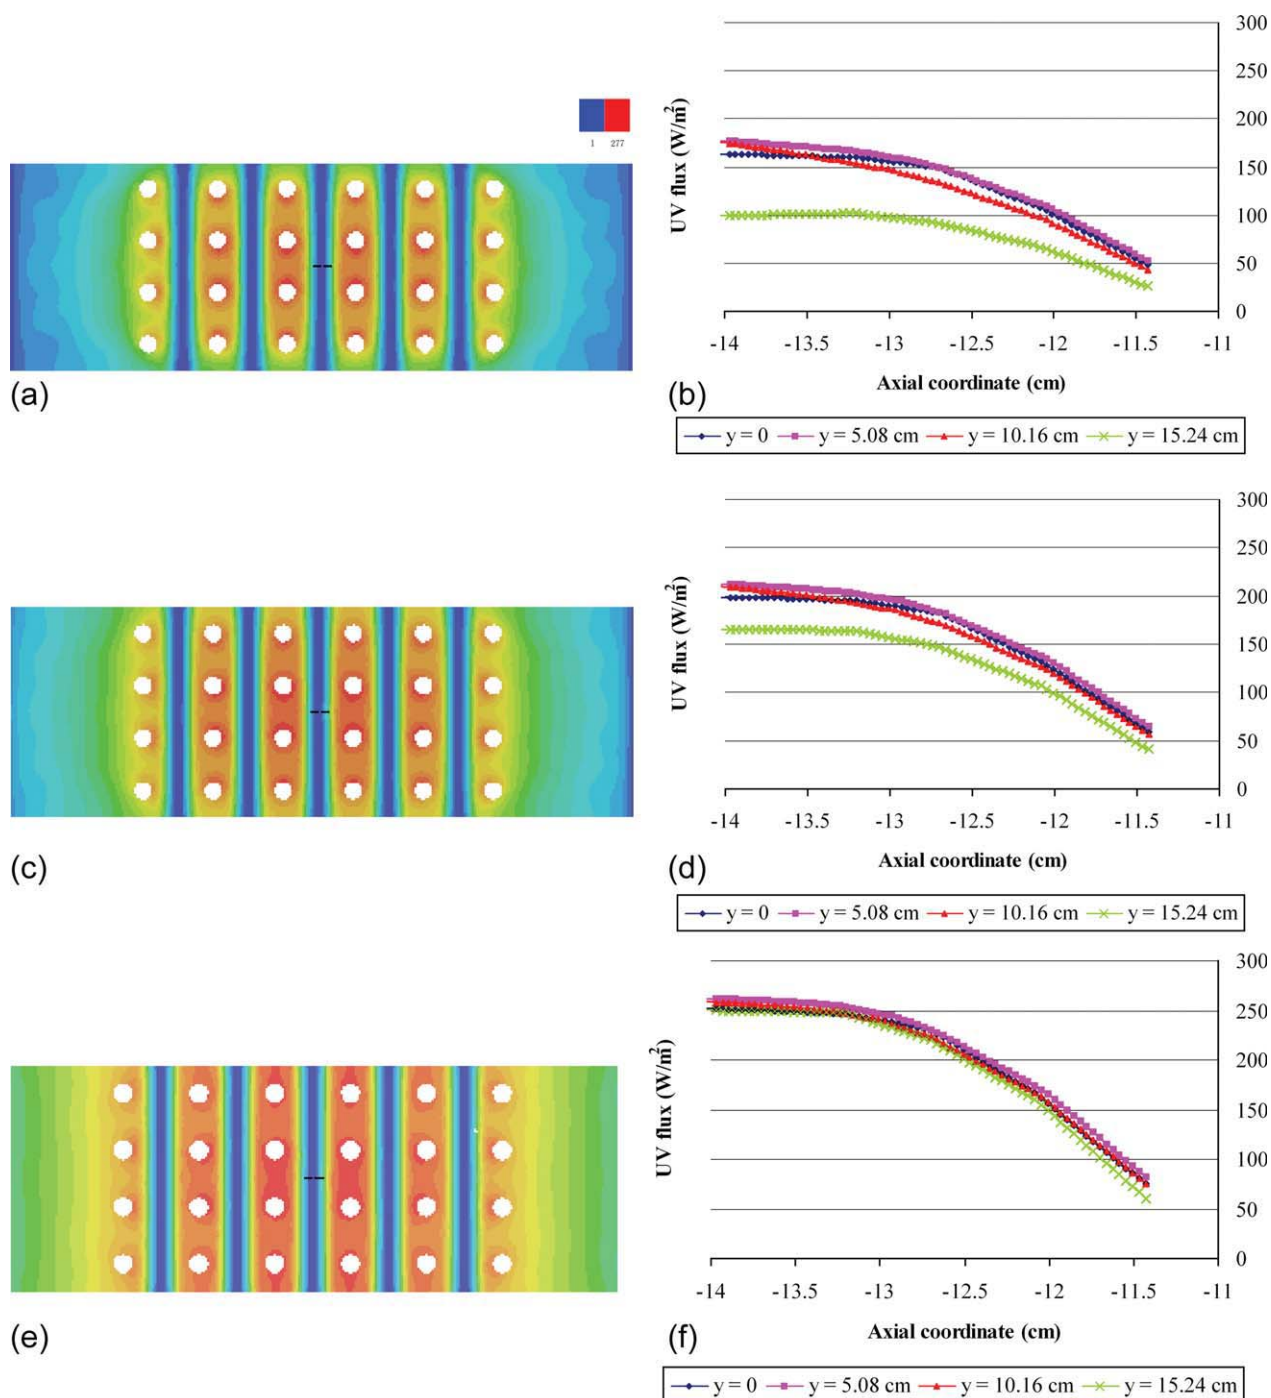 1 277
(a)
300
250
200
150
100
50
0
UV flux (W/m²)
-14 -13.5 -13 -12.5 -12 -11.5 -11
Axial coordinate (cm)
(b)
y = 0 y = 5.08 cm y = 10.16 cm y = 15.24 cm
(c)
300
250
200
150
100
50
0
UV flux (W/m²)
-14 -13.5 -13 -12.5 -12 -11.5 -11
Axial coordinate (cm)
(d)
y = 0 y = 5.08 cm y = 10.16 cm y = 15.24 cm
(e)
300
250
200
150
100
50
0
UV flux (W/m²)
-14 -13.5 -13 -12.5 -12 -11.5 -11
Axial coordinate (cm)
(f)
y = 0 y = 5.08 cm y = 10.16 cm y = 15.24 cm